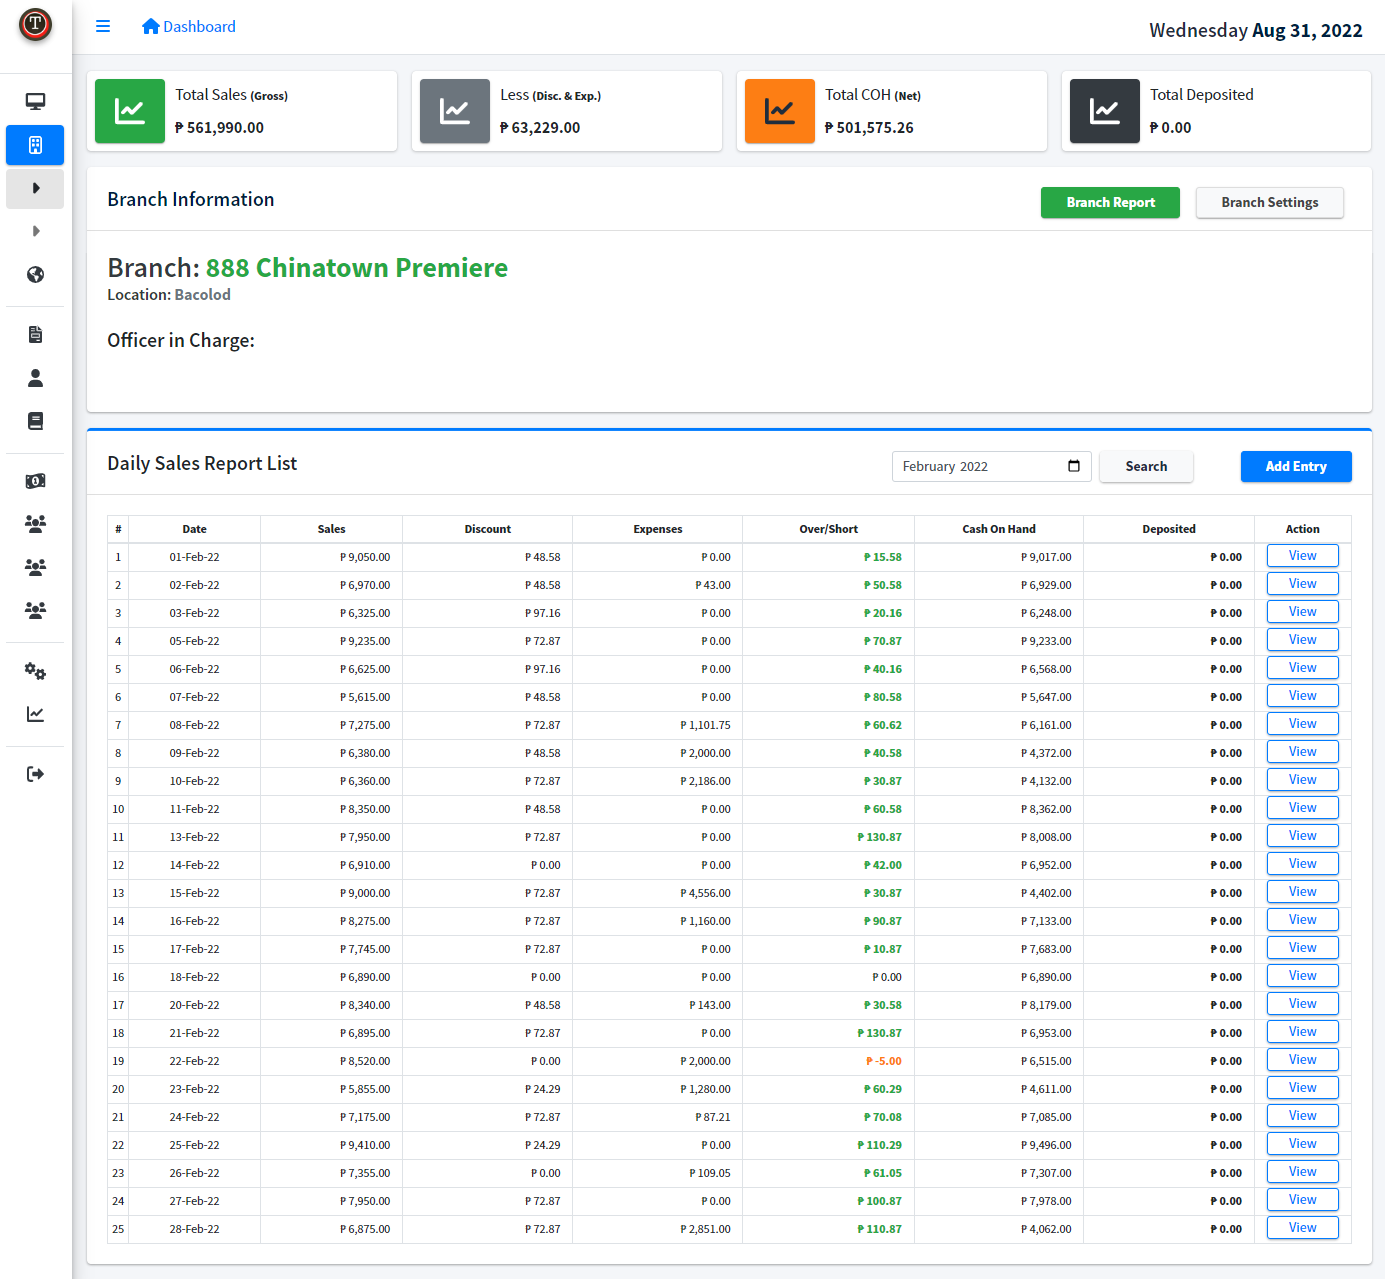 T
Dashboard
Wednesday Aug 31, 2022
Total Sales (Gross)
₱ 561,990.00
Less (Disc. & Exp.)
₱ 63,229.00
Total COH (Net)
₱ 501,575.26
Total Deposited
₱ 0.00
Branch Information
Branch Report
Branch Settings
Branch: 888 Chinatown Premiere
Location: Bacolod
Officer in Charge:
Daily Sales Report List
February 2022
Search
Add Entry
# Date Sales Discount Expenses Over/Short Cash On Hand Deposited Action
1 01-Feb-22 ₱ 9,050.00 ₱ 48.58 ₱ 0.00 ₱ 15.58 ₱ 9,017.00 ₱ 0.00 View
2 02-Feb-22 ₱ 6,970.00 ₱ 48.58 ₱ 43.00 ₱ 50.58 ₱ 6,929.00 ₱ 0.00 View
3 03-Feb-22 ₱ 6,325.00 ₱ 97.16 ₱ 0.00 ₱ 20.16 ₱ 6,248.00 ₱ 0.00 View
4 05-Feb-22 ₱ 9,235.00 ₱ 72.87 ₱ 0.00 ₱ 70.87 ₱ 9,233.00 ₱ 0.00 View
5 06-Feb-22 ₱ 6,625.00 ₱ 97.16 ₱ 0.00 ₱ 40.16 ₱ 6,568.00 ₱ 0.00 View
6 07-Feb-22 ₱ 5,615.00 ₱ 48.58 ₱ 0.00 ₱ 80.58 ₱ 5,647.00 ₱ 0.00 View
7 08-Feb-22 ₱ 7,275.00 ₱ 72.87 ₱ 1,101.75 ₱ 60.62 ₱ 6,161.00 ₱ 0.00 View
8 09-Feb-22 ₱ 6,380.00 ₱ 48.58 ₱ 2,000.00 ₱ 40.58 ₱ 4,372.00 ₱ 0.00 View
9 10-Feb-22 ₱ 6,360.00 ₱ 72.87 ₱ 2,186.00 ₱ 30.87 ₱ 4,132.00 ₱ 0.00 View
10 11-Feb-22 ₱ 8,350.00 ₱ 48.58 ₱ 0.00 ₱ 60.58 ₱ 8,362.00 ₱ 0.00 View
11 13-Feb-22 ₱ 7,950.00 ₱ 72.87 ₱ 0.00 ₱ 130.87 ₱ 8,008.00 ₱ 0.00 View
12 14-Feb-22 ₱ 6,910.00 ₱ 0.00 ₱ 0.00 ₱ 42.00 ₱ 6,952.00 ₱ 0.00 View
13 15-Feb-22 ₱ 9,000.00 ₱ 72.87 ₱ 4,556.00 ₱ 30.87 ₱ 4,402.00 ₱ 0.00 View
14 16-Feb-22 ₱ 8,275.00 ₱ 72.87 ₱ 1,160.00 ₱ 90.87 ₱ 7,133.00 ₱ 0.00 View
15 17-Feb-22 ₱ 7,745.00 ₱ 72.87 ₱ 0.00 ₱ 10.87 ₱ 7,683.00 ₱ 0.00 View
16 18-Feb-22 ₱ 6,890.00 ₱ 0.00 ₱ 0.00 ₱ 0.00 ₱ 6,890.00 ₱ 0.00 View
17 20-Feb-22 ₱ 8,340.00 ₱ 48.58 ₱ 143.00 ₱ 30.58 ₱ 8,179.00 ₱ 0.00 View
18 21-Feb-22 ₱ 6,895.00 ₱ 72.87 ₱ 0.00 ₱ 130.87 ₱ 6,953.00 ₱ 0.00 View
19 22-Feb-22 ₱ 8,520.00 ₱ 0.00 ₱ 2,000.00 ₱ -5.00 ₱ 6,515.00 ₱ 0.00 View
20 23-Feb-22 ₱ 5,855.00 ₱ 24.29 ₱ 1,280.00 ₱ 60.29 ₱ 4,611.00 ₱ 0.00 View
21 24-Feb-22 ₱ 7,175.00 ₱ 72.87 ₱ 87.21 ₱ 70.08 ₱ 7,085.00 ₱ 0.00 View
22 25-Feb-22 ₱ 9,410.00 ₱ 24.29 ₱ 0.00 ₱ 110.29 ₱ 9,496.00 ₱ 0.00 View
23 26-Feb-22 ₱ 7,355.00 ₱ 0.00 ₱ 109.05 ₱ 61.05 ₱ 7,307.00 ₱ 0.00 View
24 27-Feb-22 ₱ 7,950.00 ₱ 72.87 ₱ 0.00 ₱ 100.87 ₱ 7,978.00 ₱ 0.00 View
25 28-Feb-22 ₱ 6,875.00 ₱ 72.87 ₱ 2,851.00 ₱ 110.87 ₱ 4,062.00 ₱ 0.00 View